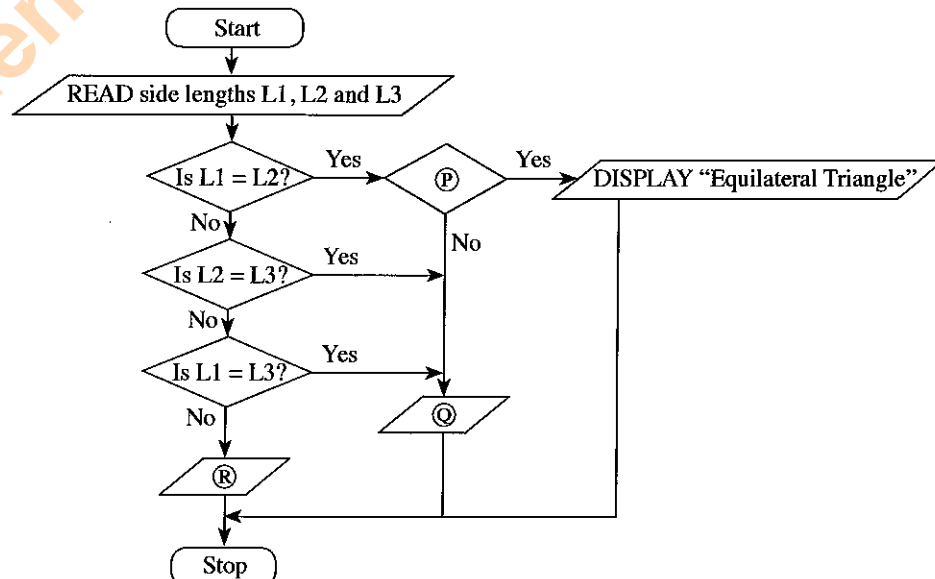 Start
READ side lengths L1, L2 and L3
Is L1 = L2?
Yes
Ⓟ
Yes
DISPLAY “Equilateral Triangle”
No
No
Is L2 = L3?
Yes
No
Is L1 = L3?
Yes
No
Ⓠ
Ⓡ
Stop